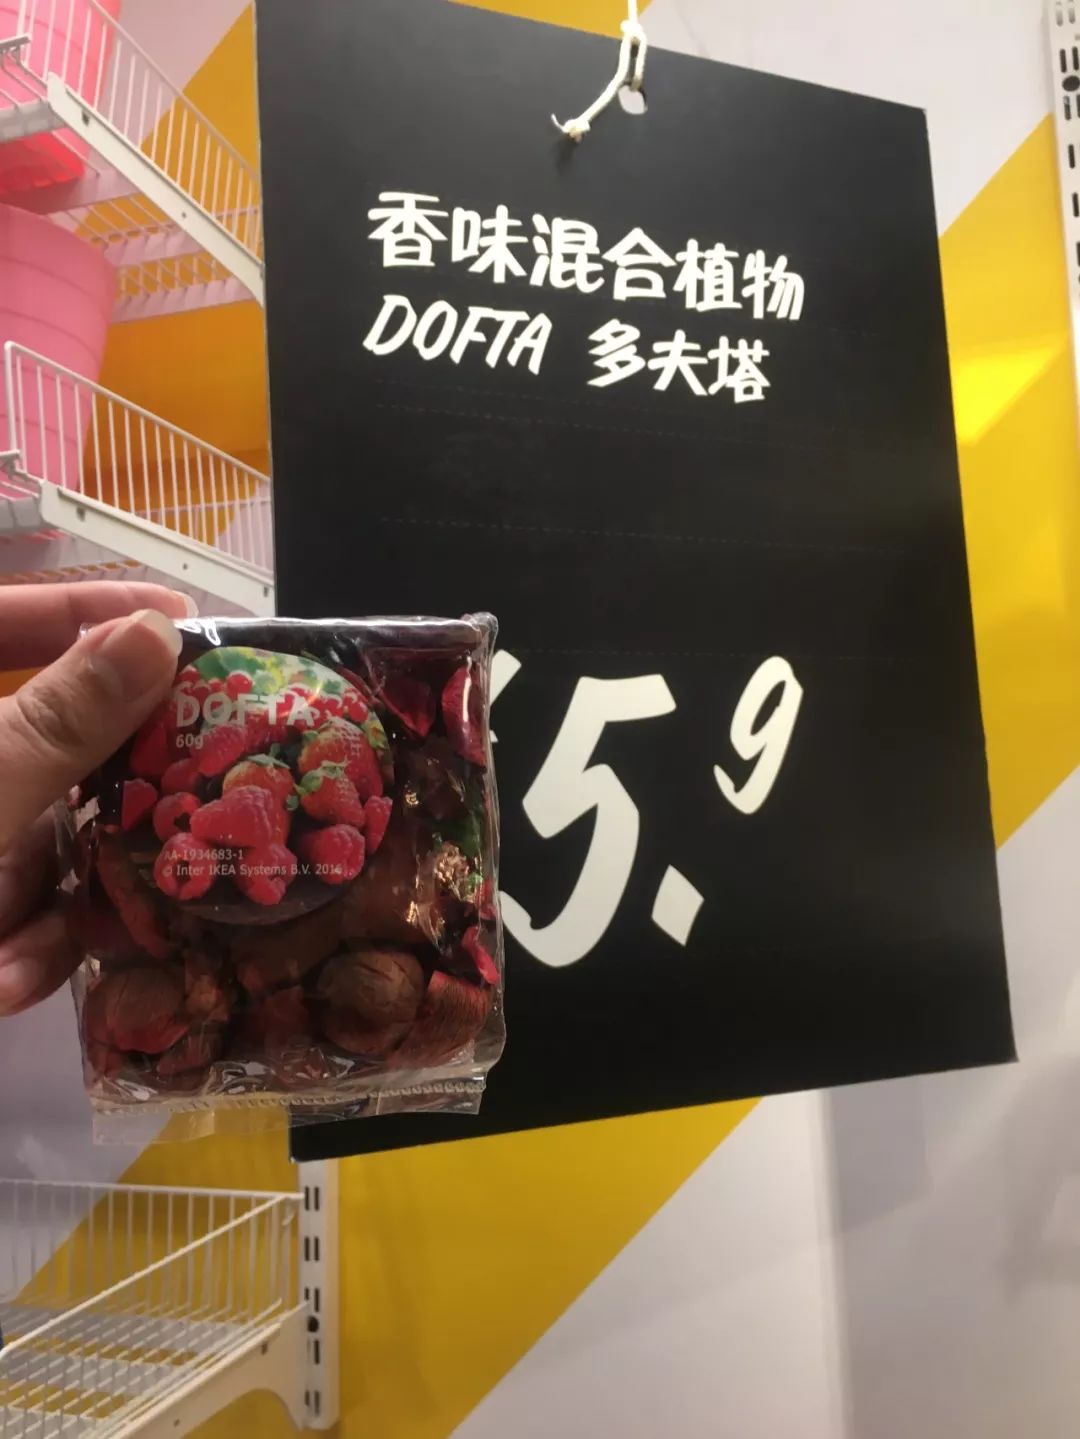 香味混合植物
DOFTA 多夫塔
5.9
DOFTA
60g
AA-1934683-1
© Inter IKEA Systems B.V. 2016